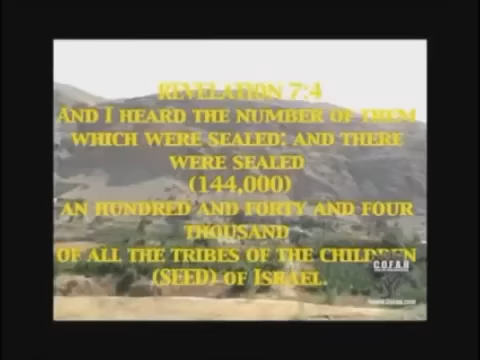 REVELATION 7:4
AND I HEARD THE NUMBER OF THEM
WHICH WERE SEALED; AND THERE
WERE SEALED
(144,000)
AN HUNDRED AND FORTY AND FOUR
THOUSAND
OF ALL THE TRIBES OF THE CHILDREN
(SEED) OF ISRAEL.
C.O.F.A.H